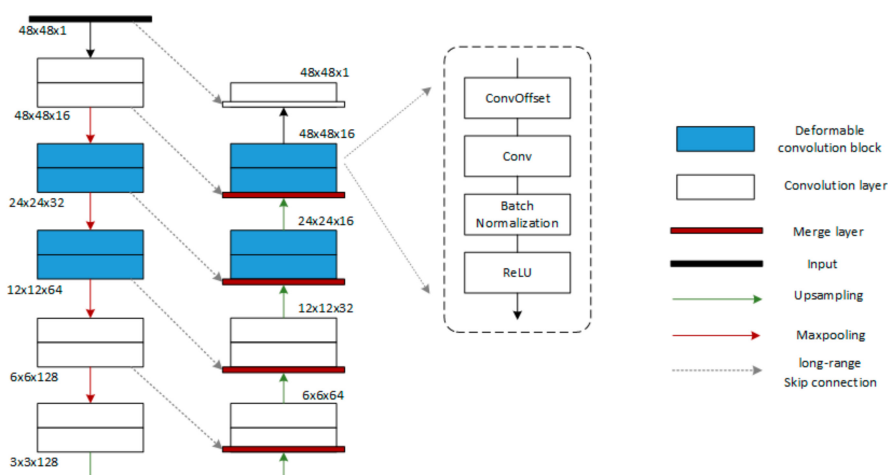 48x48x1
48x48x16
24x24x32
12x12x64
6x6x128
3x3x128
48x48x1
48x48x16
24x24x16
12x12x32
6x6x64
ConvOffset
Conv
Batch
Normalization
ReLU
Deformable
convolution block
Convolution layer
Merge layer
Input
Upsampling
Maxpooling
long-range
Skip connection